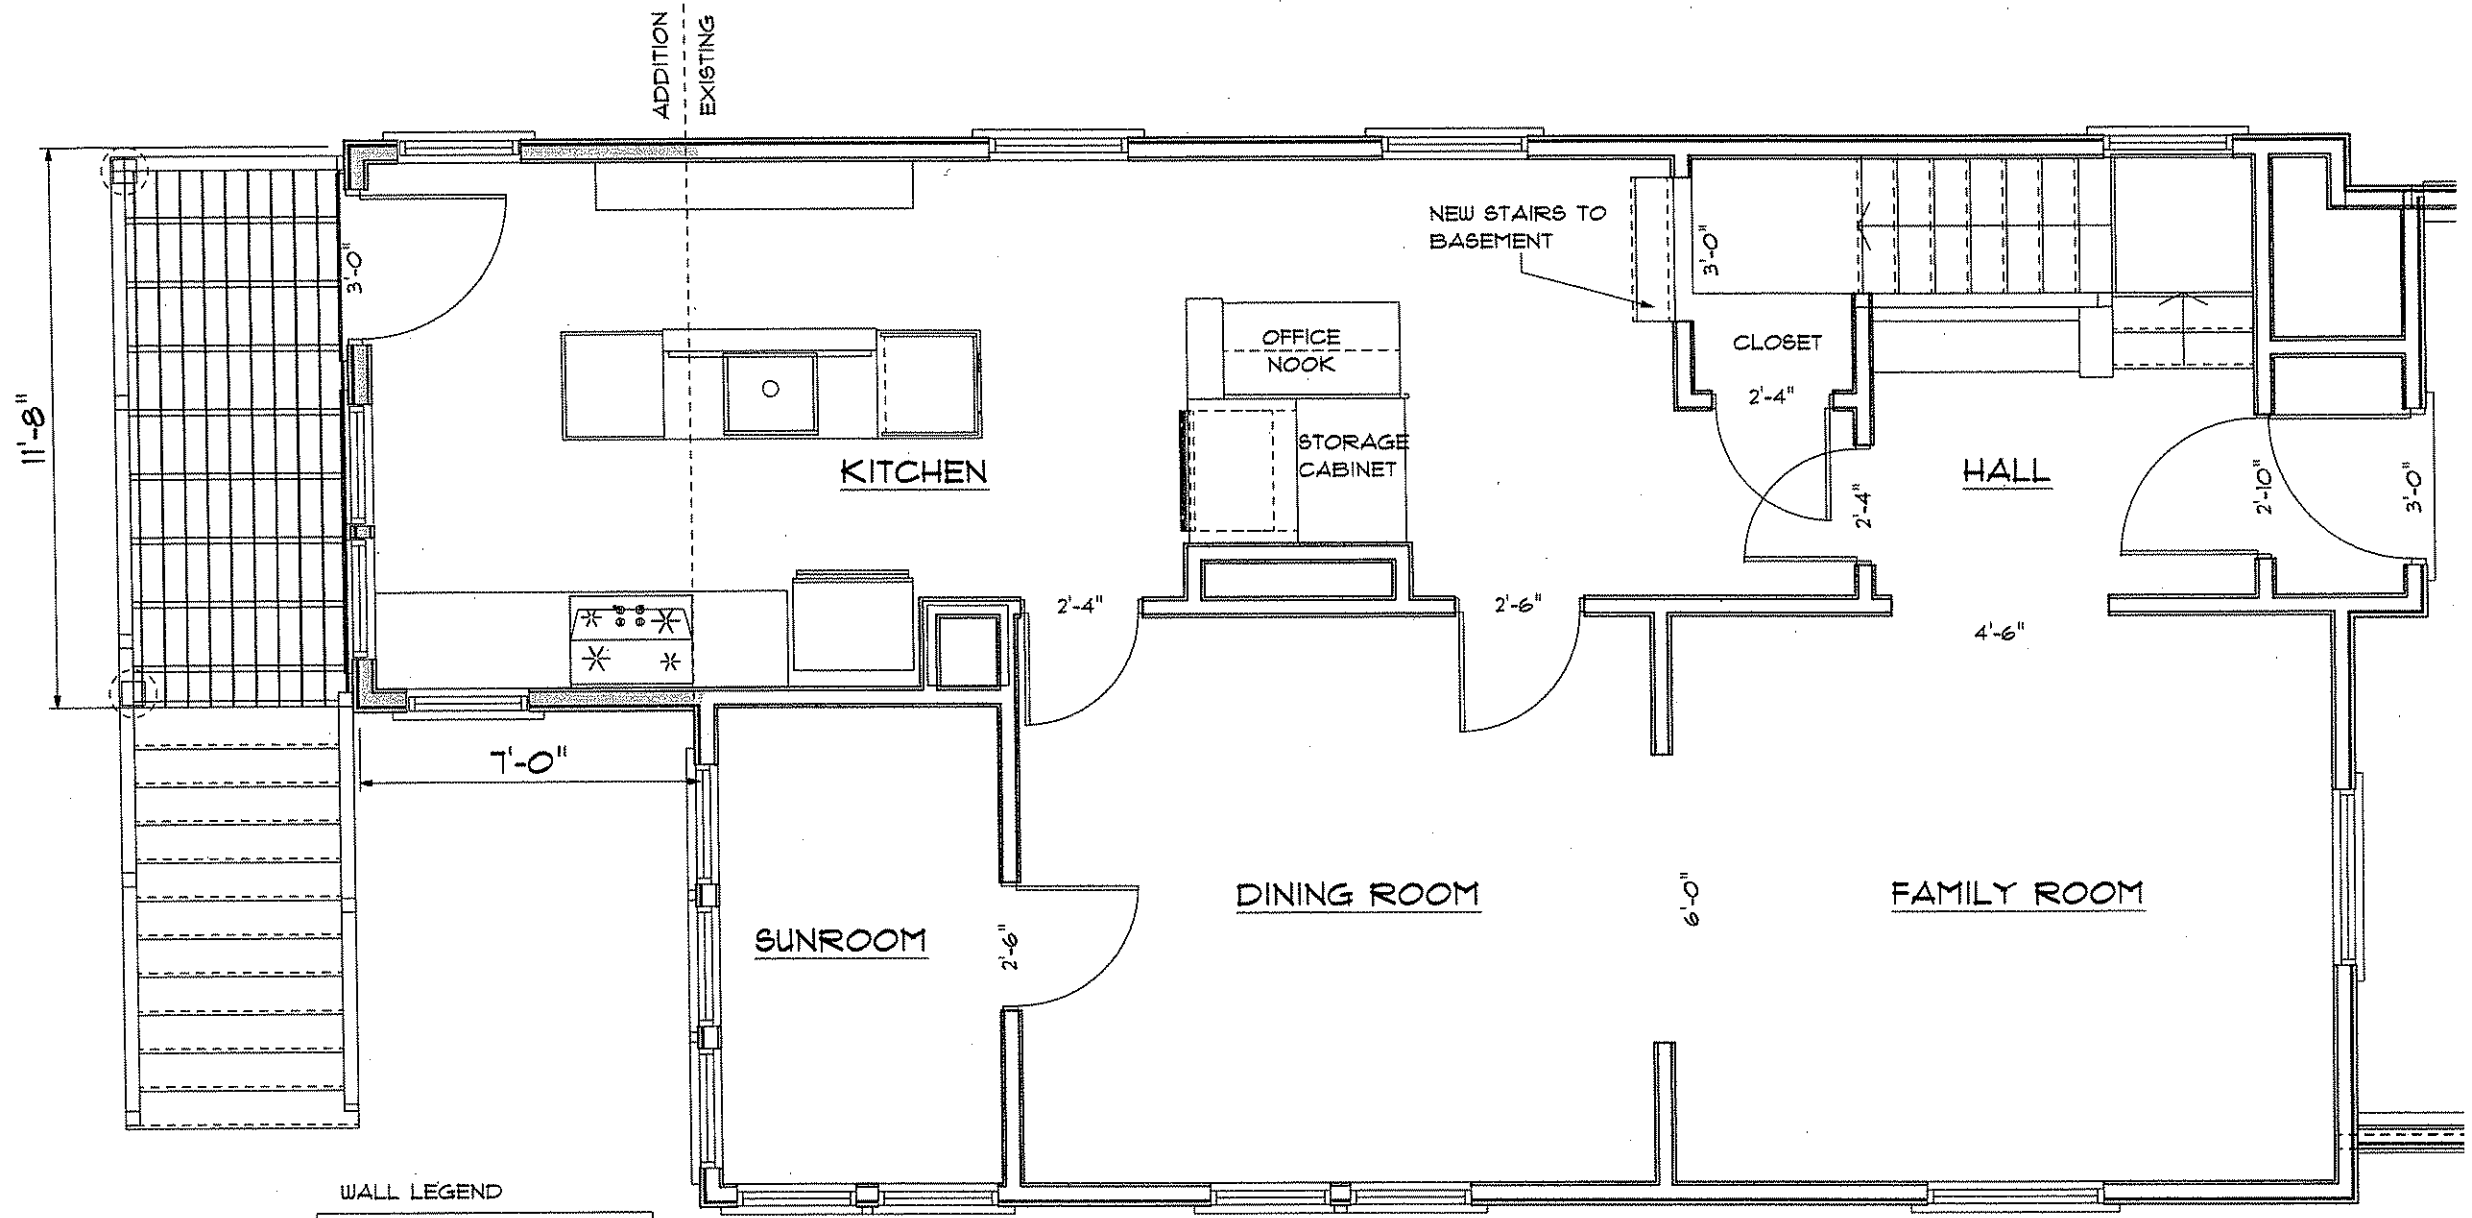 ADDITION
EXISTING
NEW STAIRS TO
BASEMENT
3'-0"
3'-0"
OFFICE
NOOK
CLOSET
2'-4"
11'-8"
STORAGE
CABINET
KITCHEN
HALL
2'-4"
2'-10"
3'-0"
2'-4"
2'-6"
4'-6"
7'-0"
DINING ROOM
FAMILY ROOM
6'-0"
SUNROOM
2'-6"
WALL LEGEND